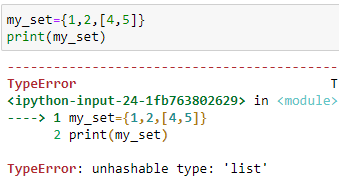 my_set={1,2,[4,5]}
print(my_set)
---------------------------------------------
TypeError T
<ipython-input-24-1fb763802629> in <module>
----> 1 my_set={1,2,[4,5]}
2 print(my_set)
TypeError: unhashable type: 'list'